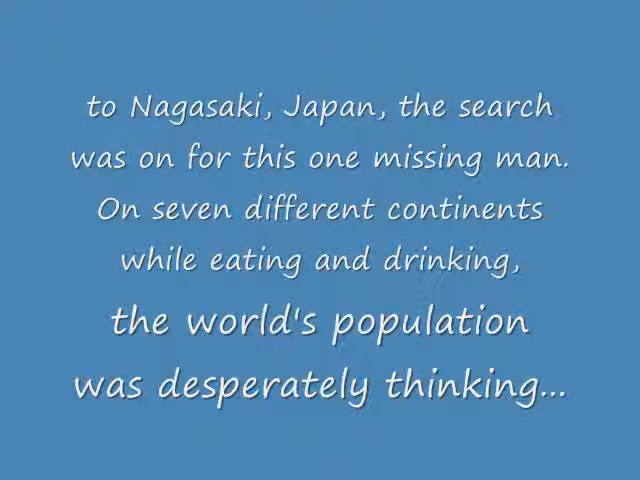 to Nagasaki, Japan, the search
was on for this one missing man.
On seven different continents
while eating and drinking,
the world's population
was desperately thinking...